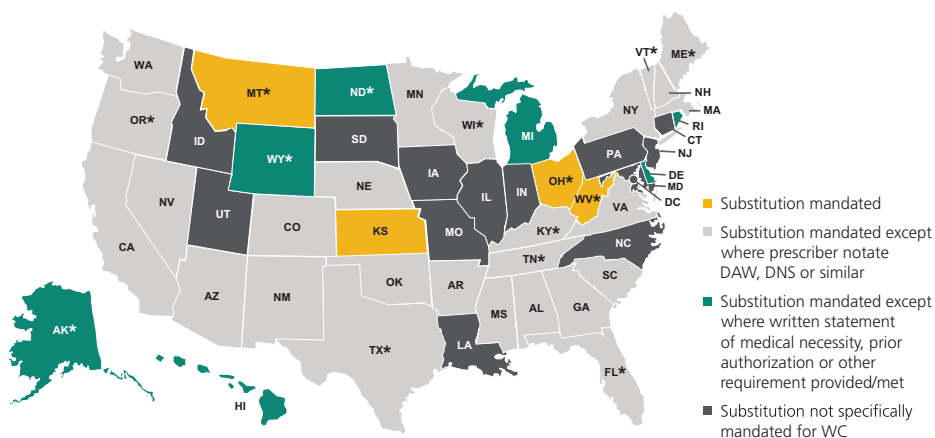 WA
OR*
CA
NV
ID
MT*
WY*
UT
AZ
CO
NM
ND*
SD
NE
KS
OK
TX*
MN
IA
MO
AR
LA
WI*
IL
MI
IN
OH*
KY*
TN*
MS
AL
GA
FL*
SC
NC
VA
WV*
PA
NY
VT*
ME*
NH
MA
RI
CT
NJ
DE
MD
DC
AK*
HI
Substitution mandated
Substitution mandated except
where prescriber notate
DAW, DNS or similar
Substitution mandated except
where written statement
of medical necessity, prior
authorization or other
requirement provided/met
Substitution not specifically
mandated for WC